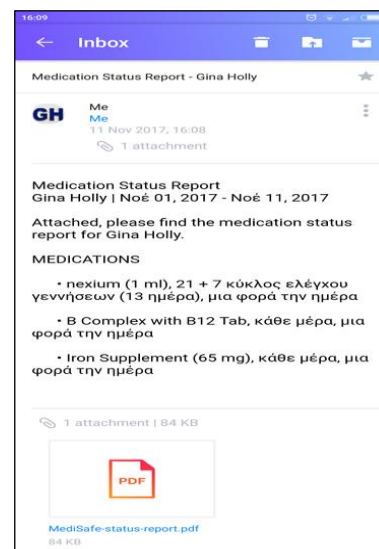 16:09
Inbox
Medication Status Report - Gina Holly
GH
Me
Me
11 Nov 2017, 16:08
1 attachment
Medication Status Report
Gina Holly | Νοέ 01, 2017 - Νοέ 11, 2017
Attached, please find the medication status
report for Gina Holly.
MEDICATIONS
• nexium (1 ml), 21 + 7 κύκλος ελέγχου
γεννήσεων (13 ημέρα), μια φορά την ημέρα
• B Complex with B12 Tab, κάθε μέρα, μια
φορά την ημέρα
• Iron Supplement (65 mg), κάθε μέρα, μια
φορά την ημέρα
1 attachment | 84 KB
PDF
MediSafe-status-report.pdf
84 KB